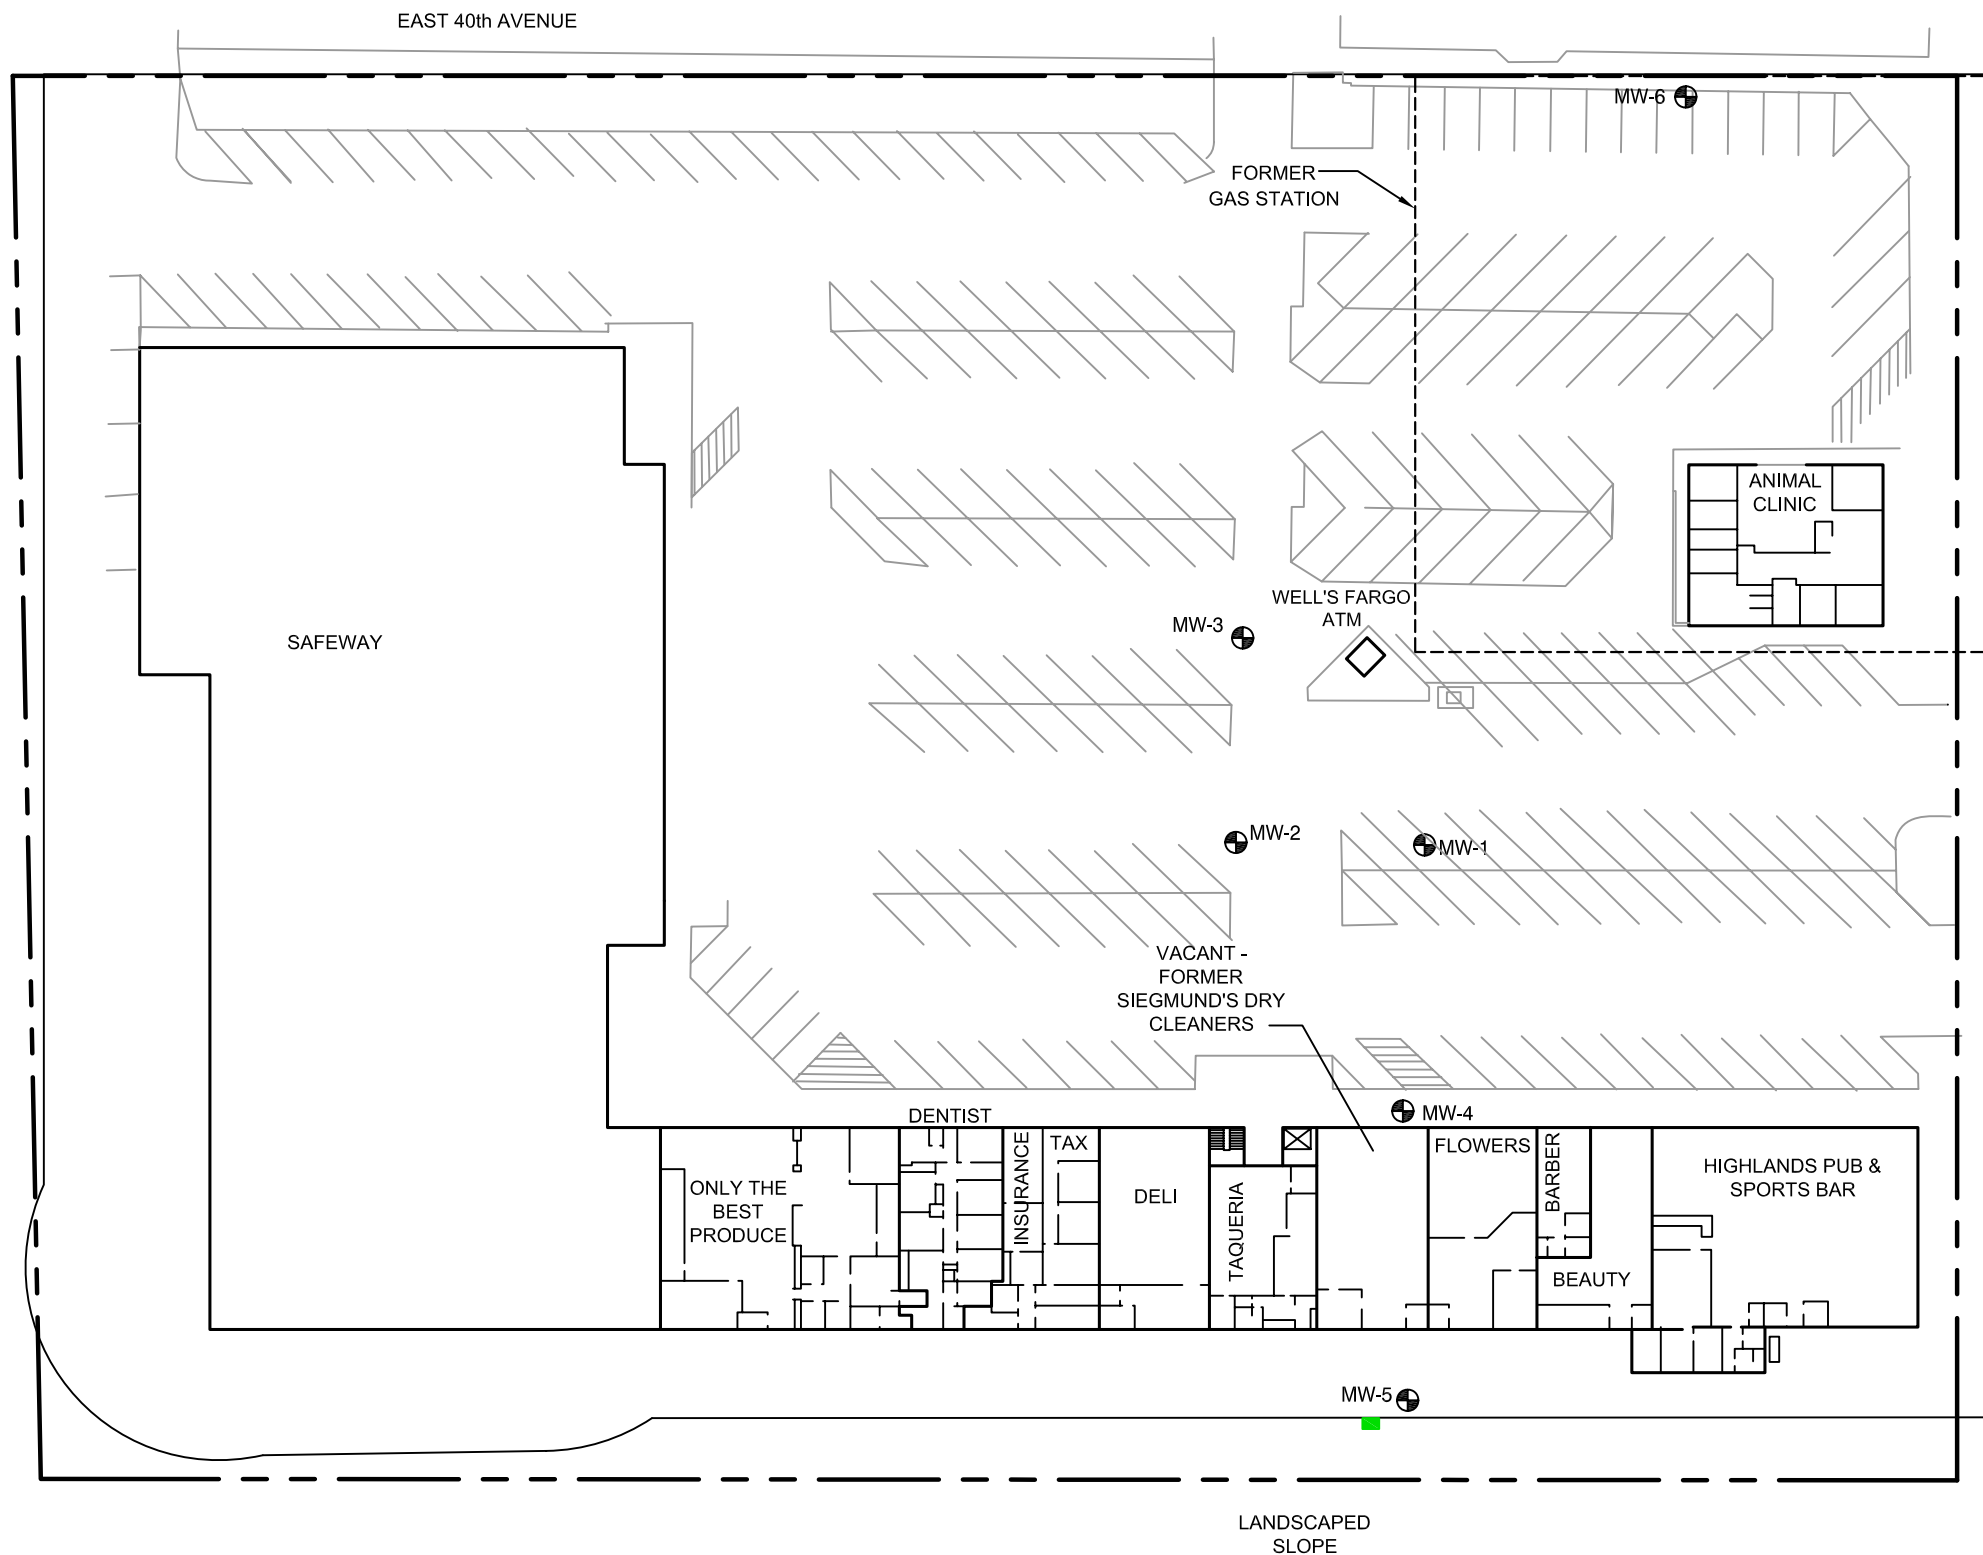 EAST 40th AVENUE
MW-6
FORMER
GAS STATION
ANIMAL
CLINIC
WELL'S FARGO
ATM
MW-3
SAFEWAY
MW-2
MW-1
VACANT -
FORMER
SIEGMUND'S DRY
CLEANERS
DENTIST
MW-4
INSURANCE
TAX
FLOWERS
BARBER
HIGHLANDS PUB &
SPORTS BAR
ONLY THE
BEST
PRODUCE
DELI
TAQUERIA
BEAUTY
MW-5
LANDSCAPED
SLOPE